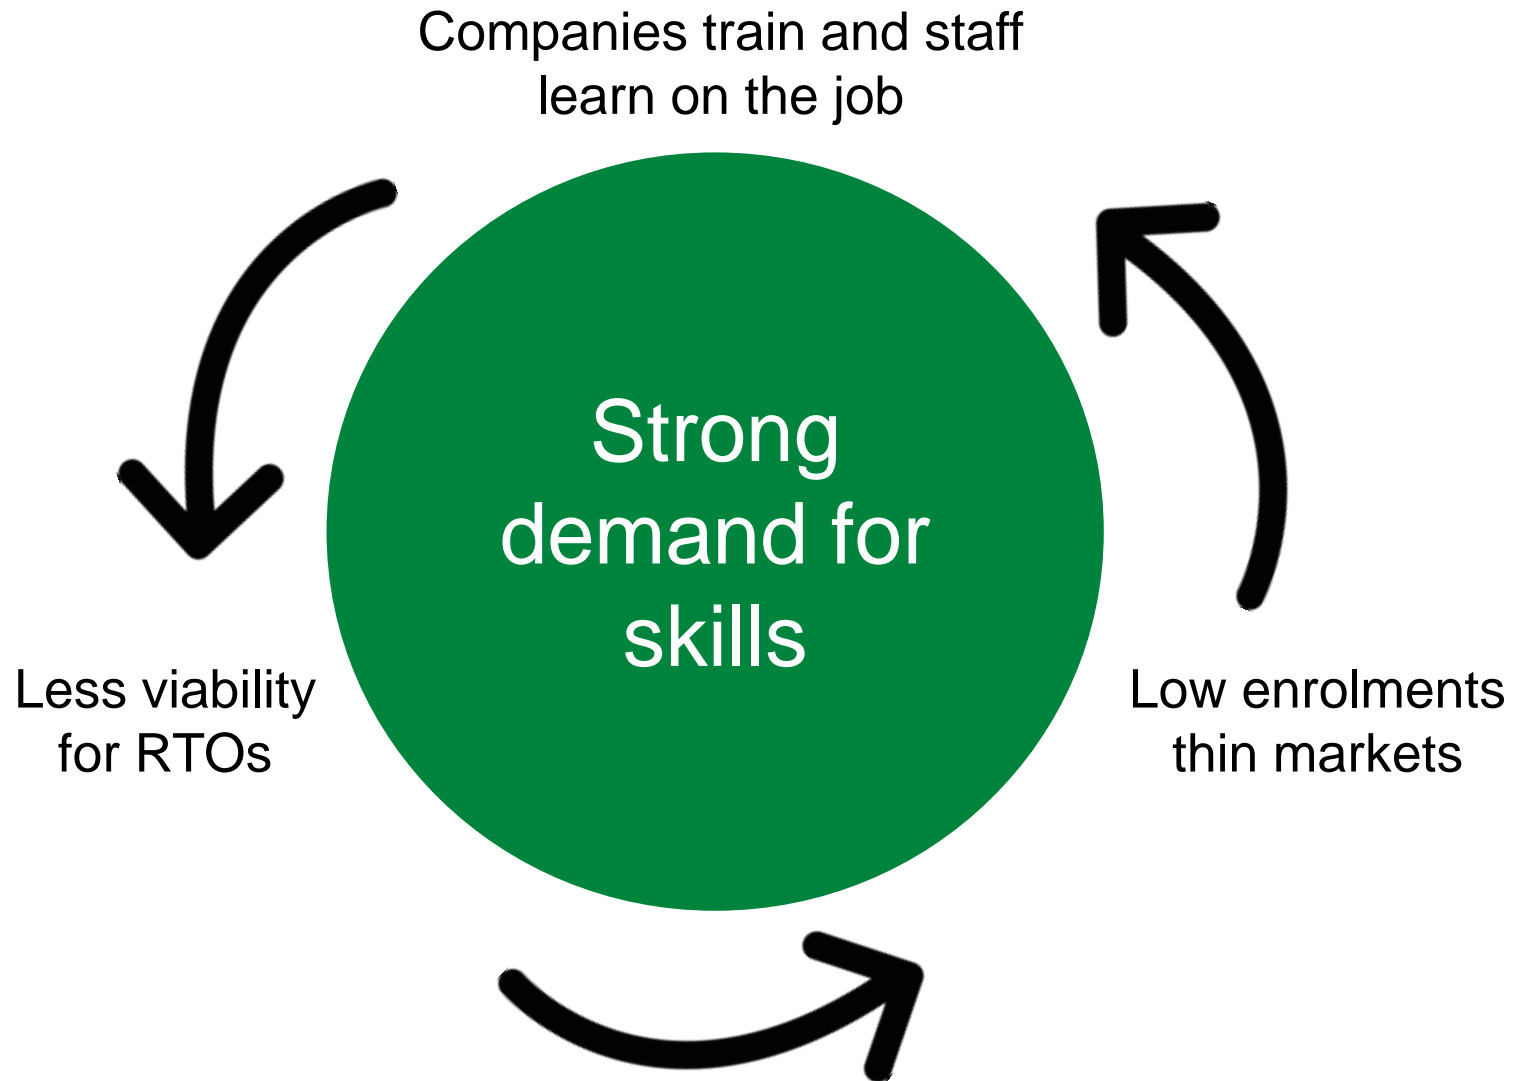 Companies train and staff
learn on the job
Strong
demand for
skills
Less viability
for RTOs
Low enrolments
thin markets